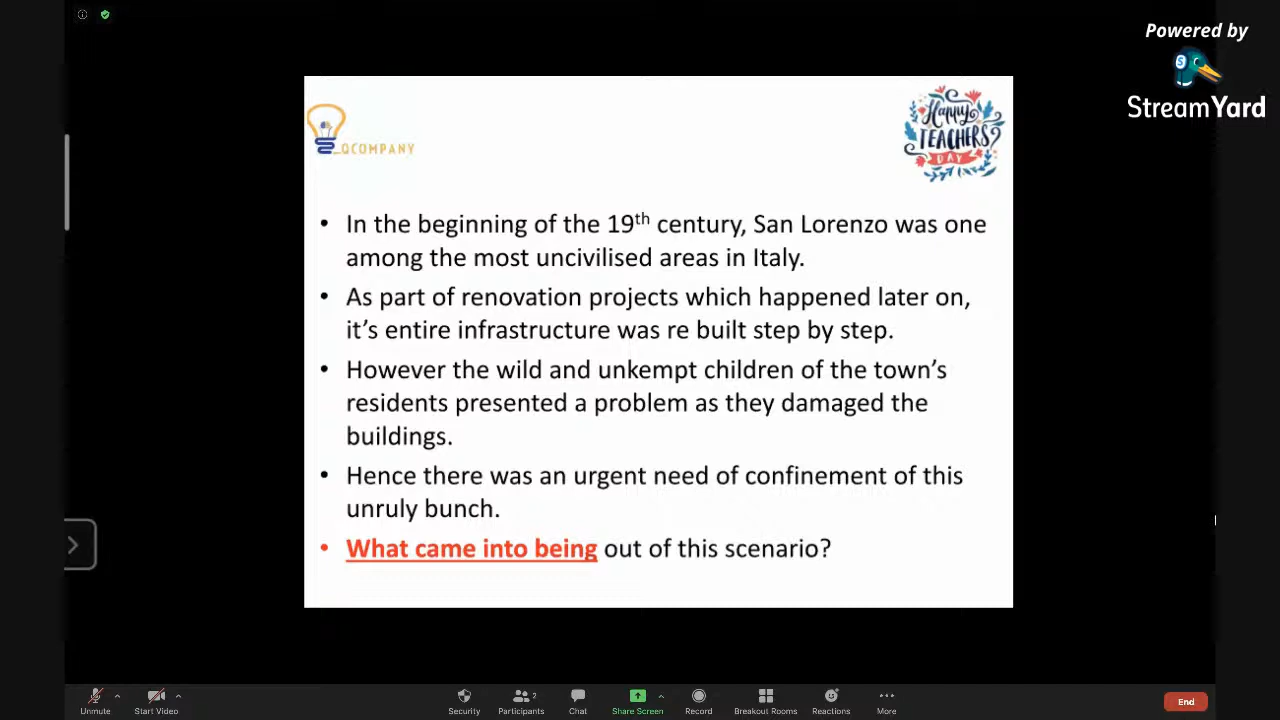 Powered by
StreamYard
_QCOMPANY
Happy
TEACHERS'
DAY
• In the beginning of the 19th century, San Lorenzo was one
among the most uncivilised areas in Italy.
• As part of renovation projects which happened later on,
it's entire infrastructure was re built step by step.
• However the wild and unkempt children of the town's
residents presented a problem as they damaged the
buildings.
• Hence there was an urgent need of confinement of this
unruly bunch.
• What came into being out of this scenario?
Unmute
Start Video
Security
Participants 2
Chat
Share Screen
Record
Breakout Rooms
Reactions
More
End